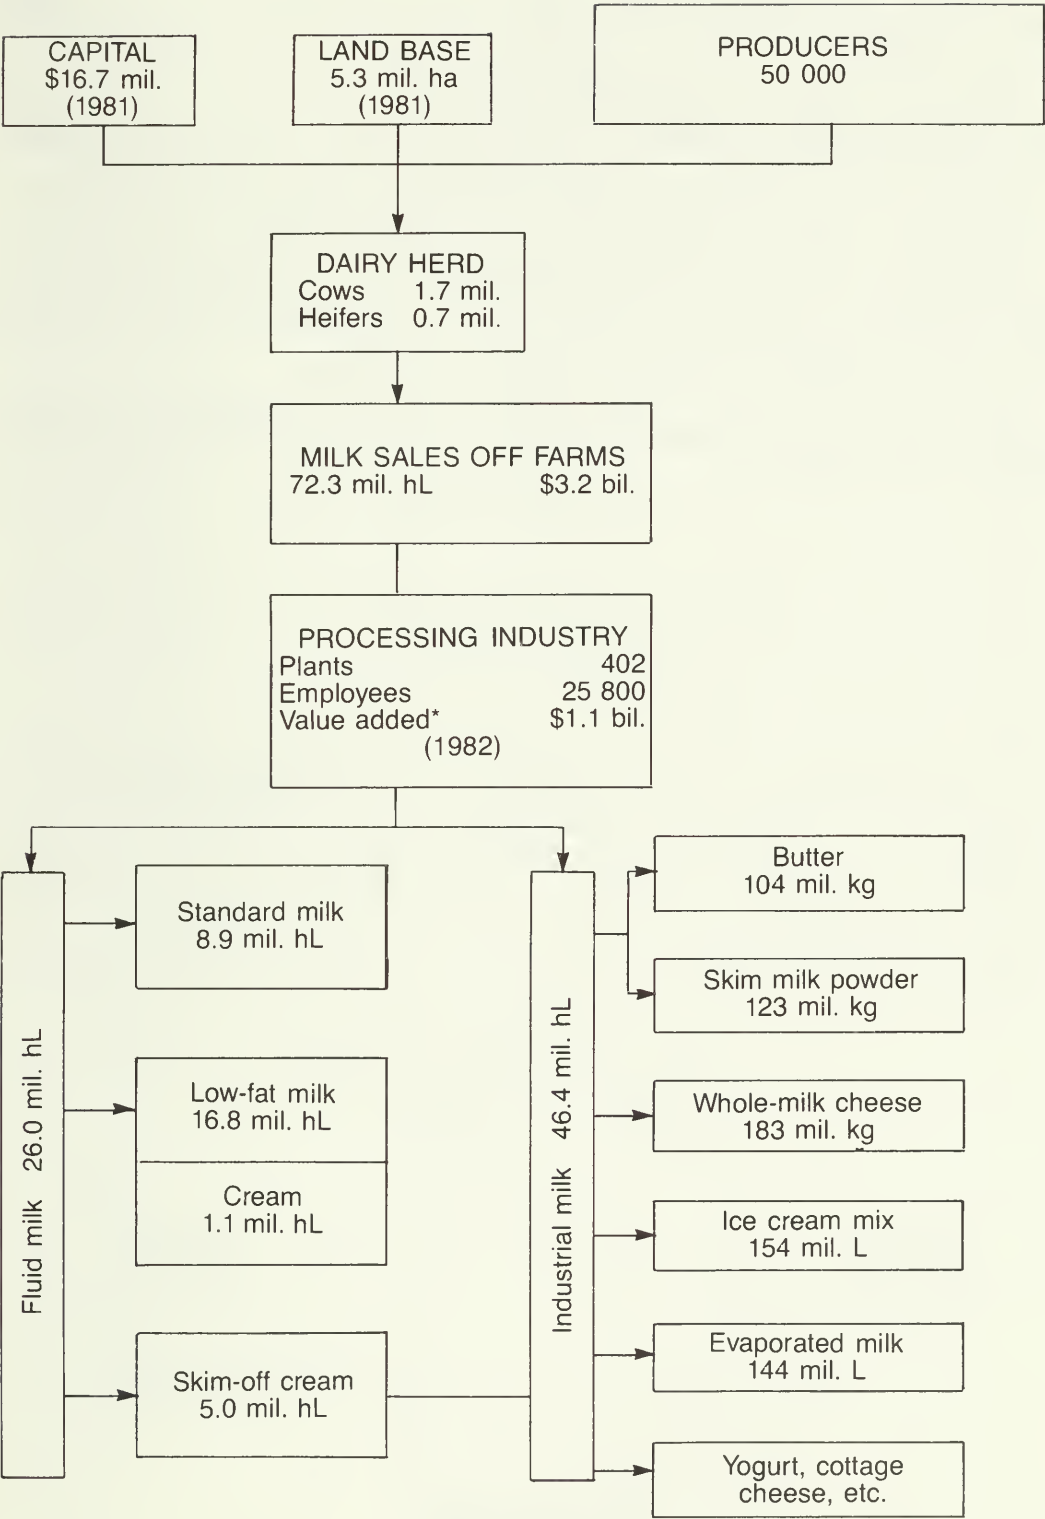 CAPITAL
$16.7 mil.
(1981)
LAND BASE
5.3 mil. ha
(1981)
PRODUCERS
50 000
DAIRY HERD
Cows 1.7 mil.
Heifers 0.7 mil.
MILK SALES OFF FARMS
72.3 mil. hL $3.2 bil.
PROCESSING INDUSTRY
Plants 402
Employees 25 800
Value added* $1.1 bil.
(1982)
Fluid milk 26.0 mil. hL
Standard milk
8.9 mil. hL
Low-fat milk
16.8 mil. hL
Cream
1.1 mil. hL
Skim-off cream
5.0 mil. hL
Industrial milk 46.4 mil. hL
Butter
104 mil. kg
Skim milk powder
123 mil. kg
Whole-milk cheese
183 mil. kg
Ice cream mix
154 mil. L
Evaporated milk
144 mil. L
Yogurt, cottage
cheese, etc.